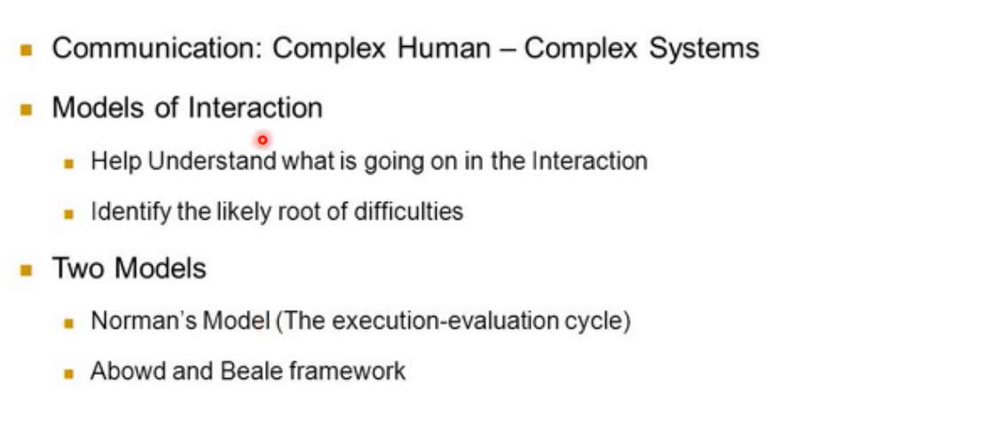 Communication: Complex Human – Complex Systems
Models of Interaction
Help Understand what is going on in the Interaction
Identify the likely root of difficulties
Two Models
Norman's Model (The execution-evaluation cycle)
Abowd and Beale framework